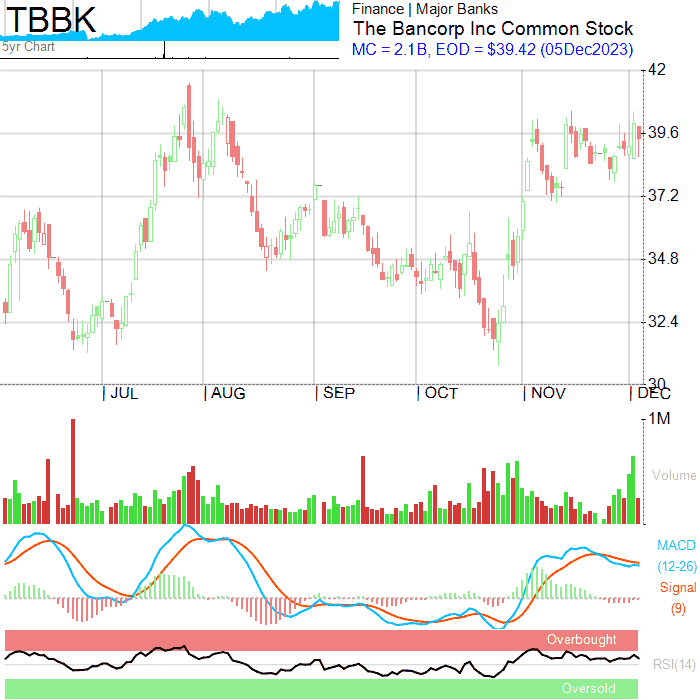 TBBK
5yr Chart
Finance | Major Banks
The Bancorp Inc Common Stock
MC = 2.1B, EOD = $39.42 (05Dec2023)
42
39.6
37.2
34.8
32.4
30
JUL
AUG
SEP
OCT
NOV
DEC
1M
Volume
MACD
(12-26)
Signal
(9)
Overbought
RSI(14)
Oversold